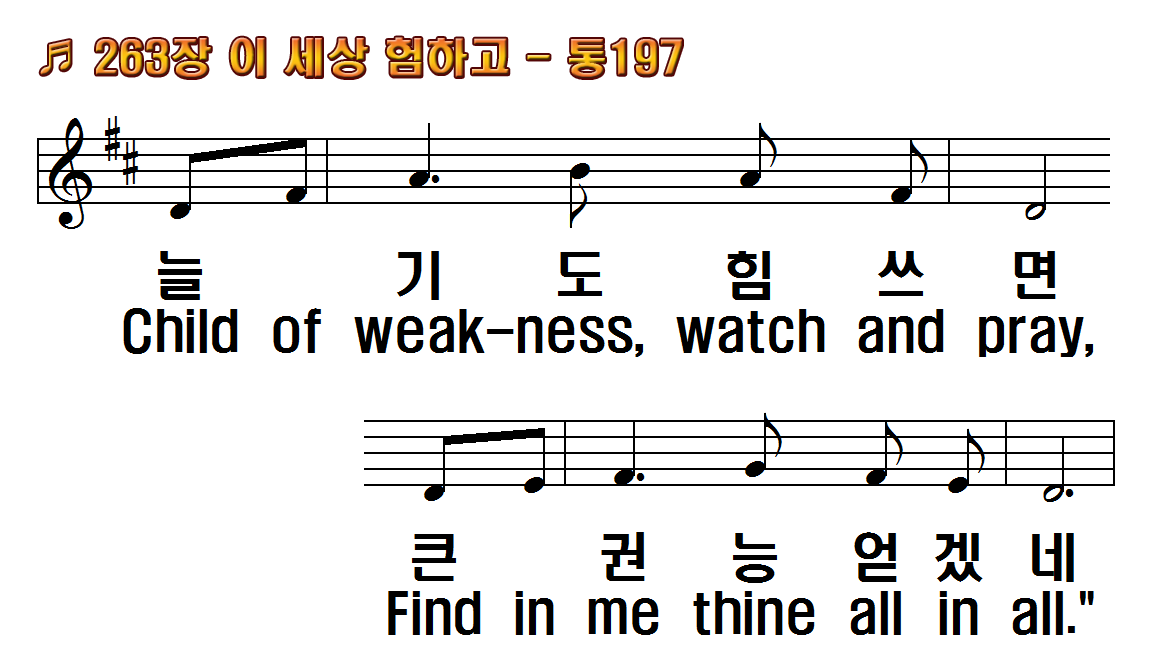 ♬ 263장 이 세상 험하고 - 통197
늘 기 도 힘 쓰 면
Child of weak-ness, watch and pray,
큰 권 능 얻 겠 네
Find in me thine all in all."